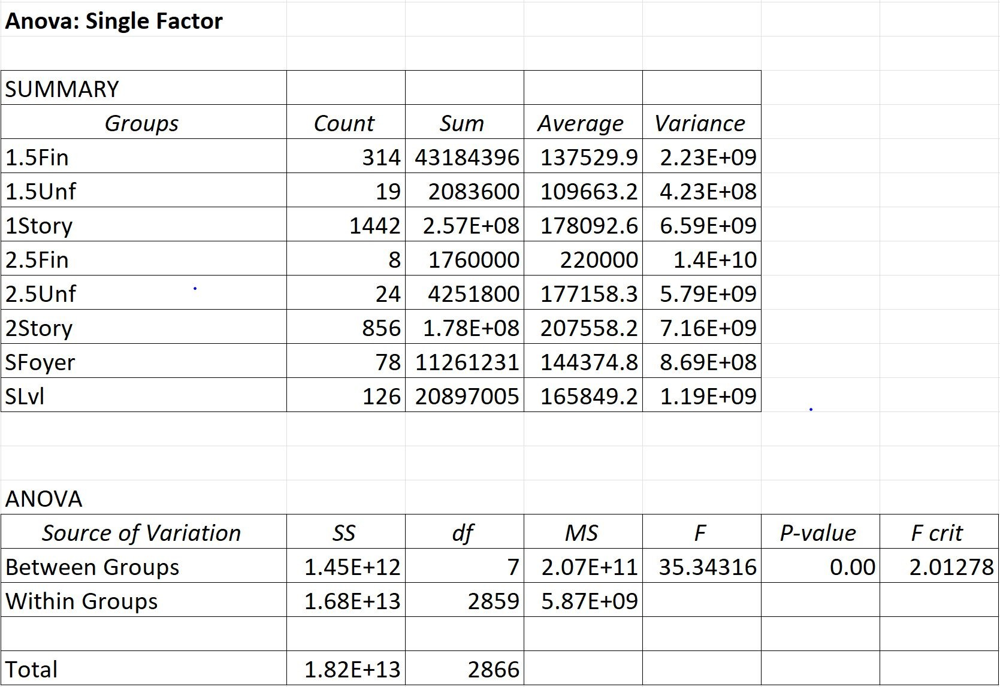 Anova: Single Factor
SUMMARY
Groups Count Sum Average Variance
1.5Fin 314 43184396 137529.9 2.23E+09
1.5Unf 19 2083600 109663.2 4.23E+08
1Story 1442 2.57E+08 178092.6 6.59E+09
2.5Fin 8 1760000 220000 1.4E+10
2.5Unf 24 4251800 177158.3 5.79E+09
2Story 856 1.78E+08 207558.2 7.16E+09
SFoyer 78 11261231 144374.8 8.69E+08
SLvl 126 20897005 165849.2 1.19E+09
ANOVA
Source of Variation SS df MS F P-value F crit
Between Groups 1.45E+12 7 2.07E+11 35.34316 0.00 2.01278
Within Groups 1.68E+13 2859 5.87E+09
Total 1.82E+13 2866